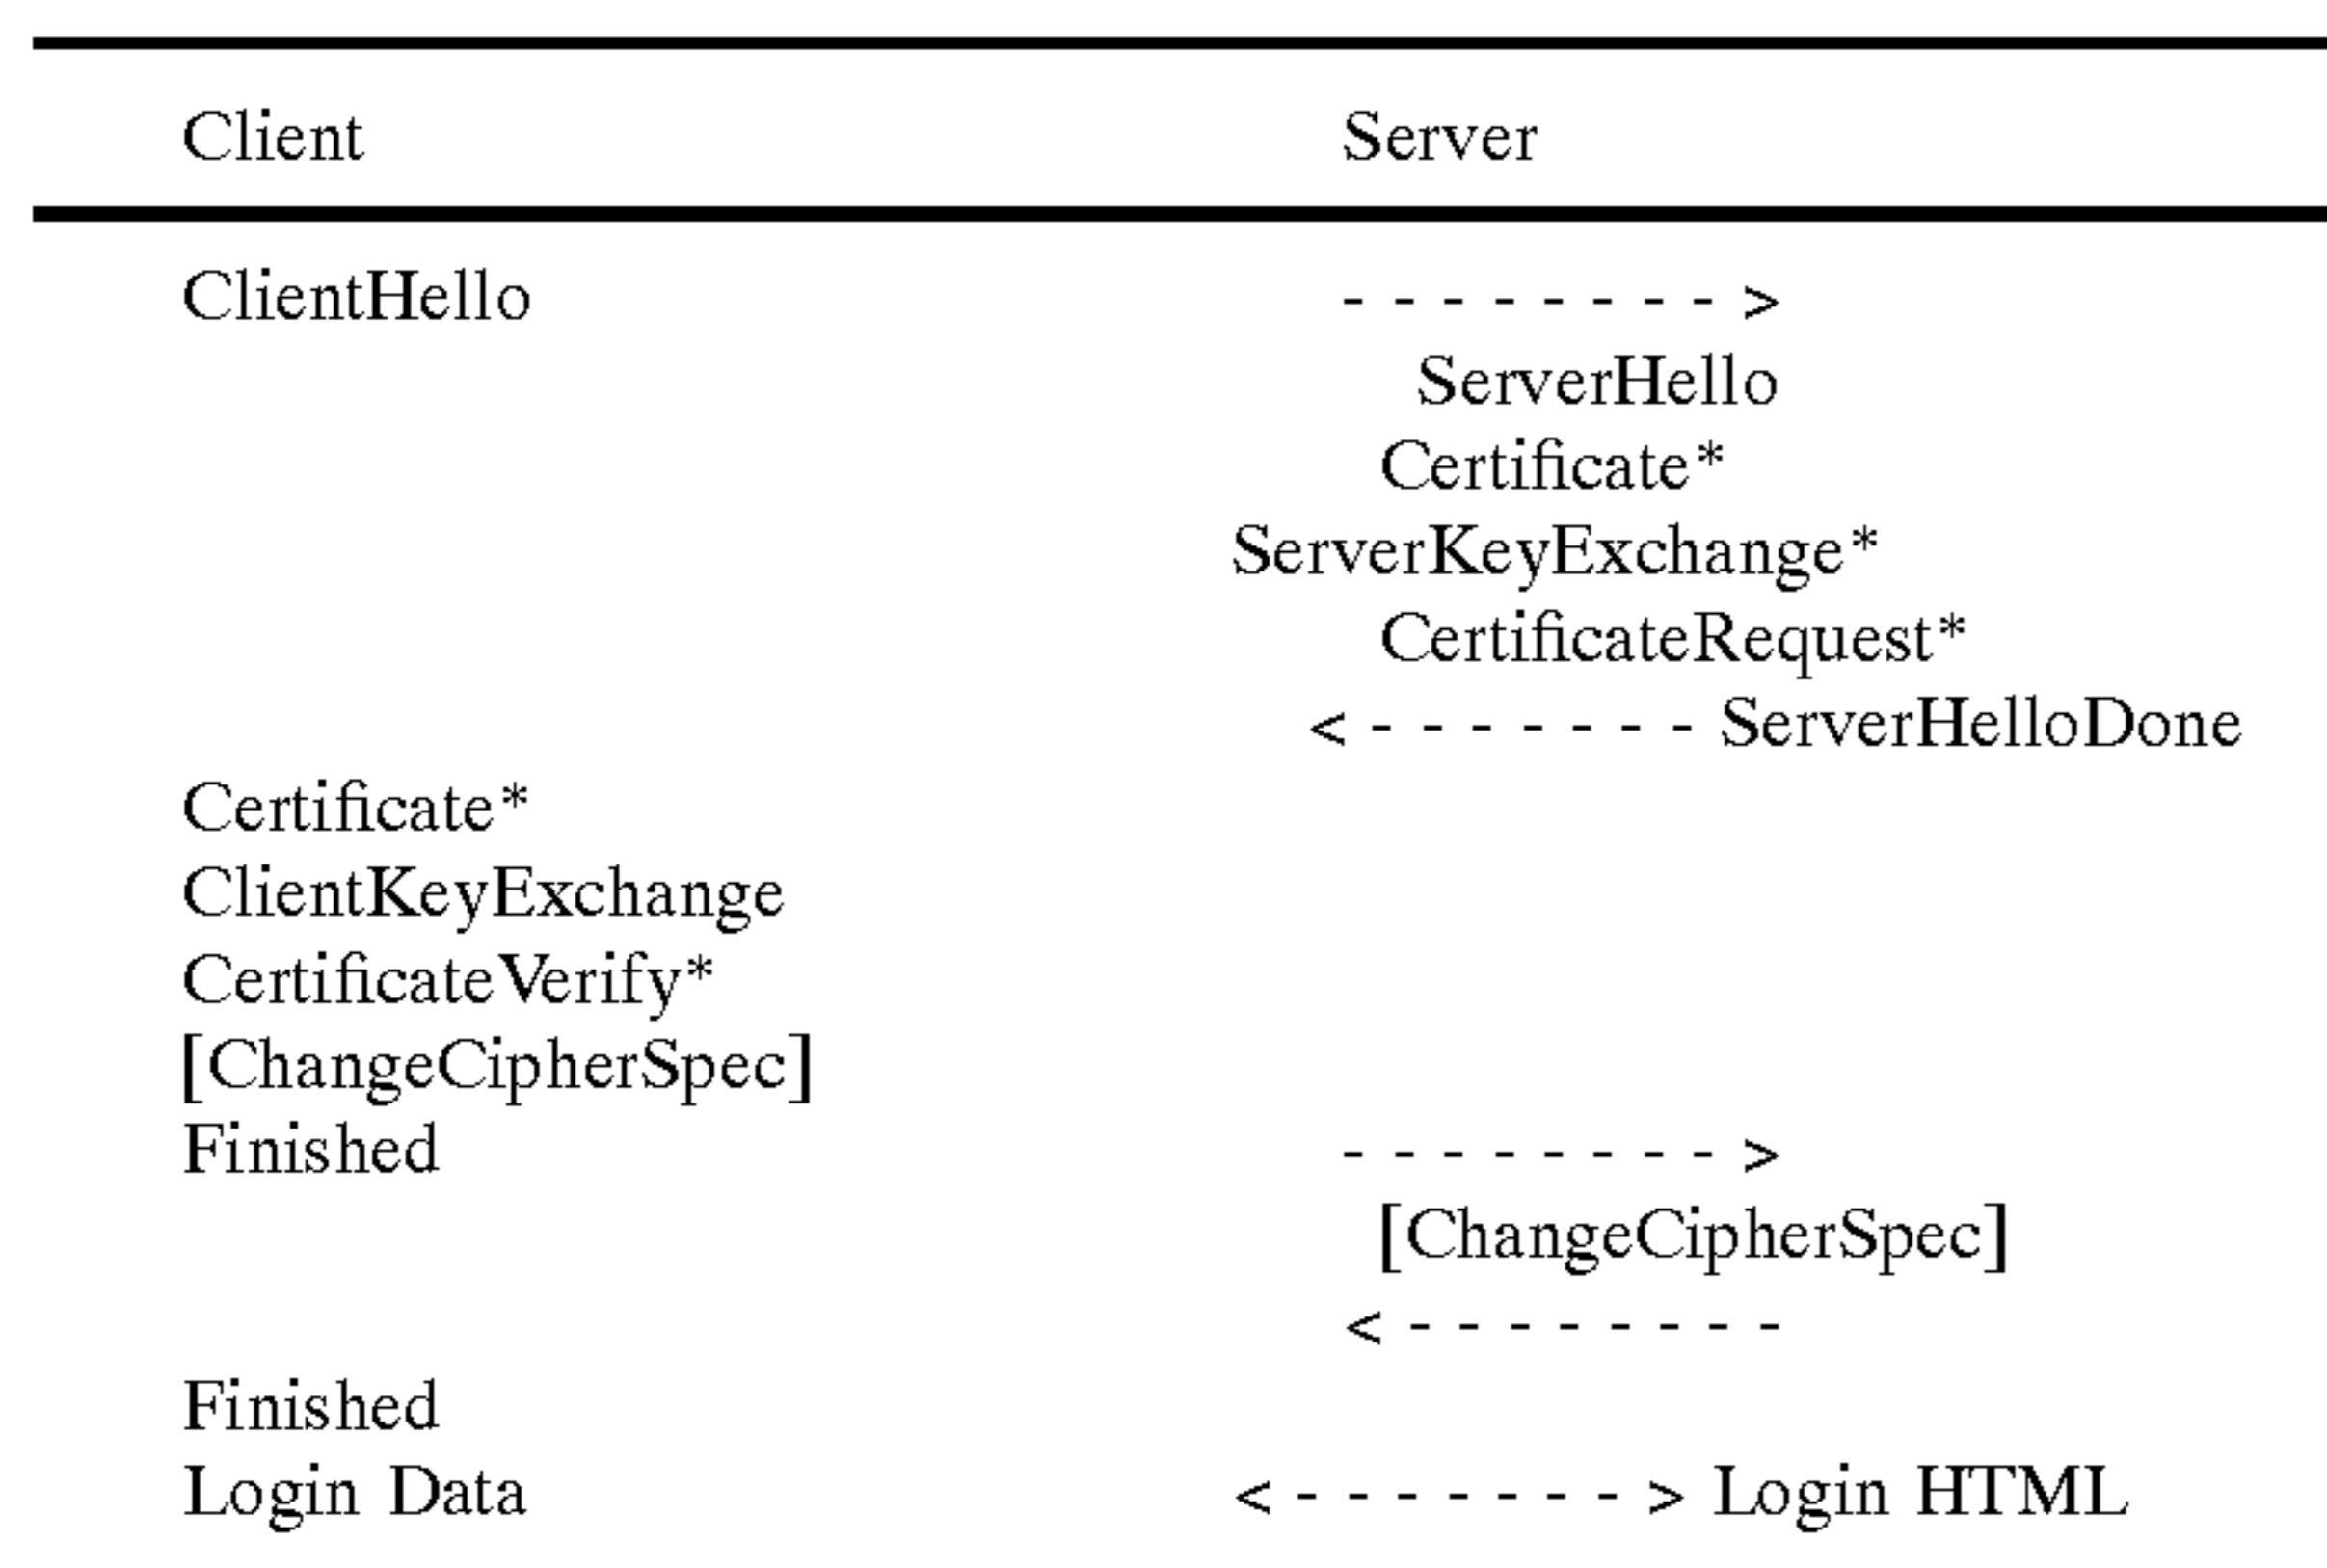 Client Server
ClientHello - - - - - - - - >
ServerHello
Certificate*
ServerKeyExchange*
CertificateRequest*
< - - - - - - - ServerHelloDone
Certificate*
ClientKeyExchange
CertificateVerify*
[ChangeCipherSpec]
Finished - - - - - - - - >
[ChangeCipherSpec]
< - - - - - - - -
Finished
Login Data < - - - - - - - > Login HTML